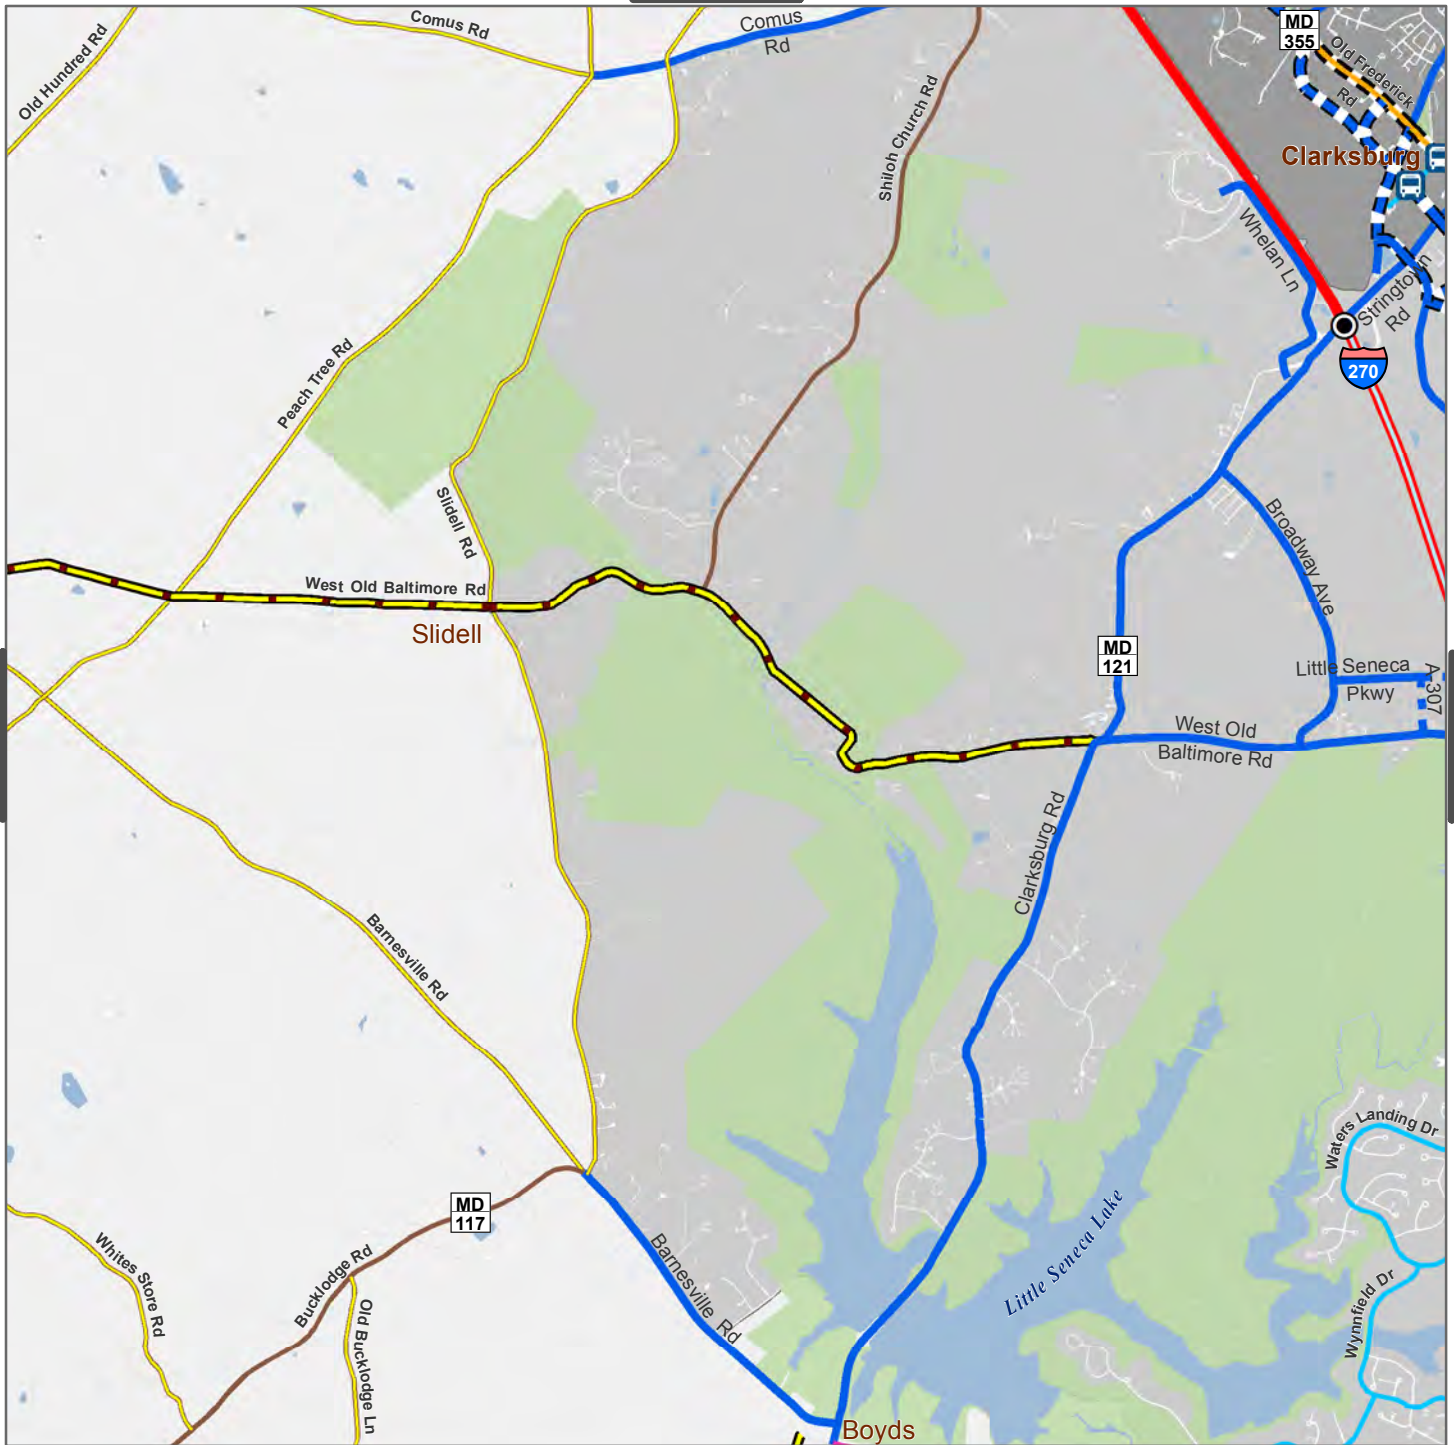 Comus Rd
Comus
Rd
MD
355
Old Hundred Rd
Old Frederick
Rd
Shiloh Church Rd
Clarksburg
Whelan Ln
Stringtown
Rd
270
Peach Tree Rd
Slidell Rd
Broadway Ave
West Old Baltimore Rd
Slidell
MD
121
Little Seneca
Pkwy
A-307
West Old
Baltimore Rd
Clarksburg Rd
Barnesville Rd
Waters Landing Dr
MD
117
Little Seneca Lake
Whites Store Rd
Bucklodge Rd
Barnesville Rd
Old Bucklodge Ln
Wynnfield Dr
Boyds